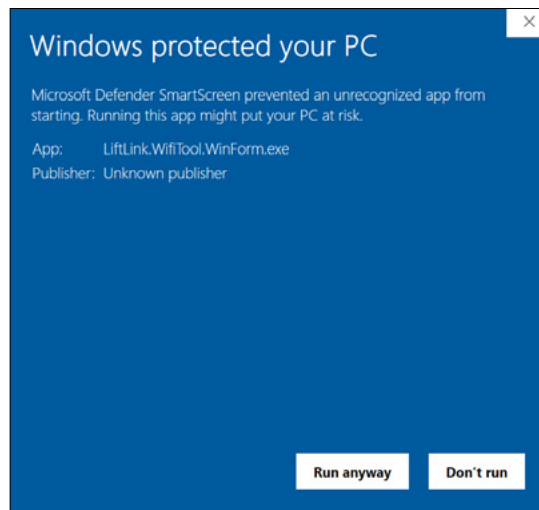 Windows protected your PC
Microsoft Defender SmartScreen prevented an unrecognized app from
starting. Running this app might put your PC at risk.
App: LiftLink.WifiTool.WinForm.exe
Publisher: Unknown publisher
Run anyway Don't run